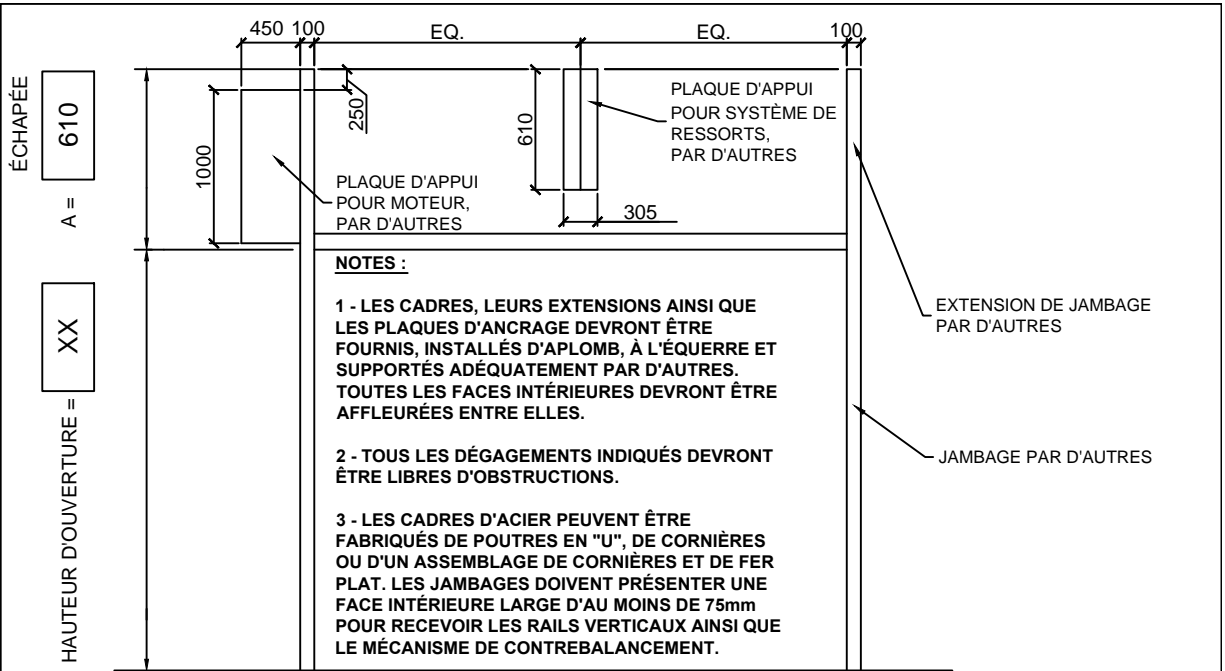 450 100
EQ.
EQ.
100
ÉCHAPÉE
A = 610
250
1000
610
PLAQUE D'APPUI
POUR SYSTÈME DE
RESSORTS,
PAR D'AUTRES
PLAQUE D'APPUI
POUR MOTEUR,
PAR D'AUTRES
305
EXTENSION DE JAMBAGE
PAR D'AUTRES
JAMBAGE PAR D'AUTRES
HAUTEUR D'OUVERTURE = XX
NOTES :
1 - LES CADRES, LEURS EXTENSIONS AINSI QUE
LES PLAQUES D'ANCRAGE DEVRONT ÊTRE
FOURNIS, INSTALLÉS D'APLOMB, À L'ÉQUERRE ET
SUPPORTÉS ADÉQUATEMENT PAR D'AUTRES.
TOUTES LES FACES INTÉRIEURES DEVRONT ÊTRE
AFFLEURÉES ENTRE ELLES.
2 - TOUS LES DÉGAGEMENTS INDIQUÉS DEVRONT
ÊTRE LIBRES D'OBSTRUCTIONS.
3 - LES CADRES D'ACIER PEUVENT ÊTRE
FABRIQUÉS DE POUTRES EN "U", DE CORNIÈRES
OU D'UN ASSEMBLAGE DE CORNIÈRES ET DE FER
PLAT. LES JAMBAGES DOIVENT PRÉSENTER UNE
FACE INTÉRIEURE LARGE D'AU MOINS DE 75mm
POUR RECEVOIR LES RAILS VERTICAUX AINSI QUE
LE MÉCANISME DE CONTREBALANCEMENT.